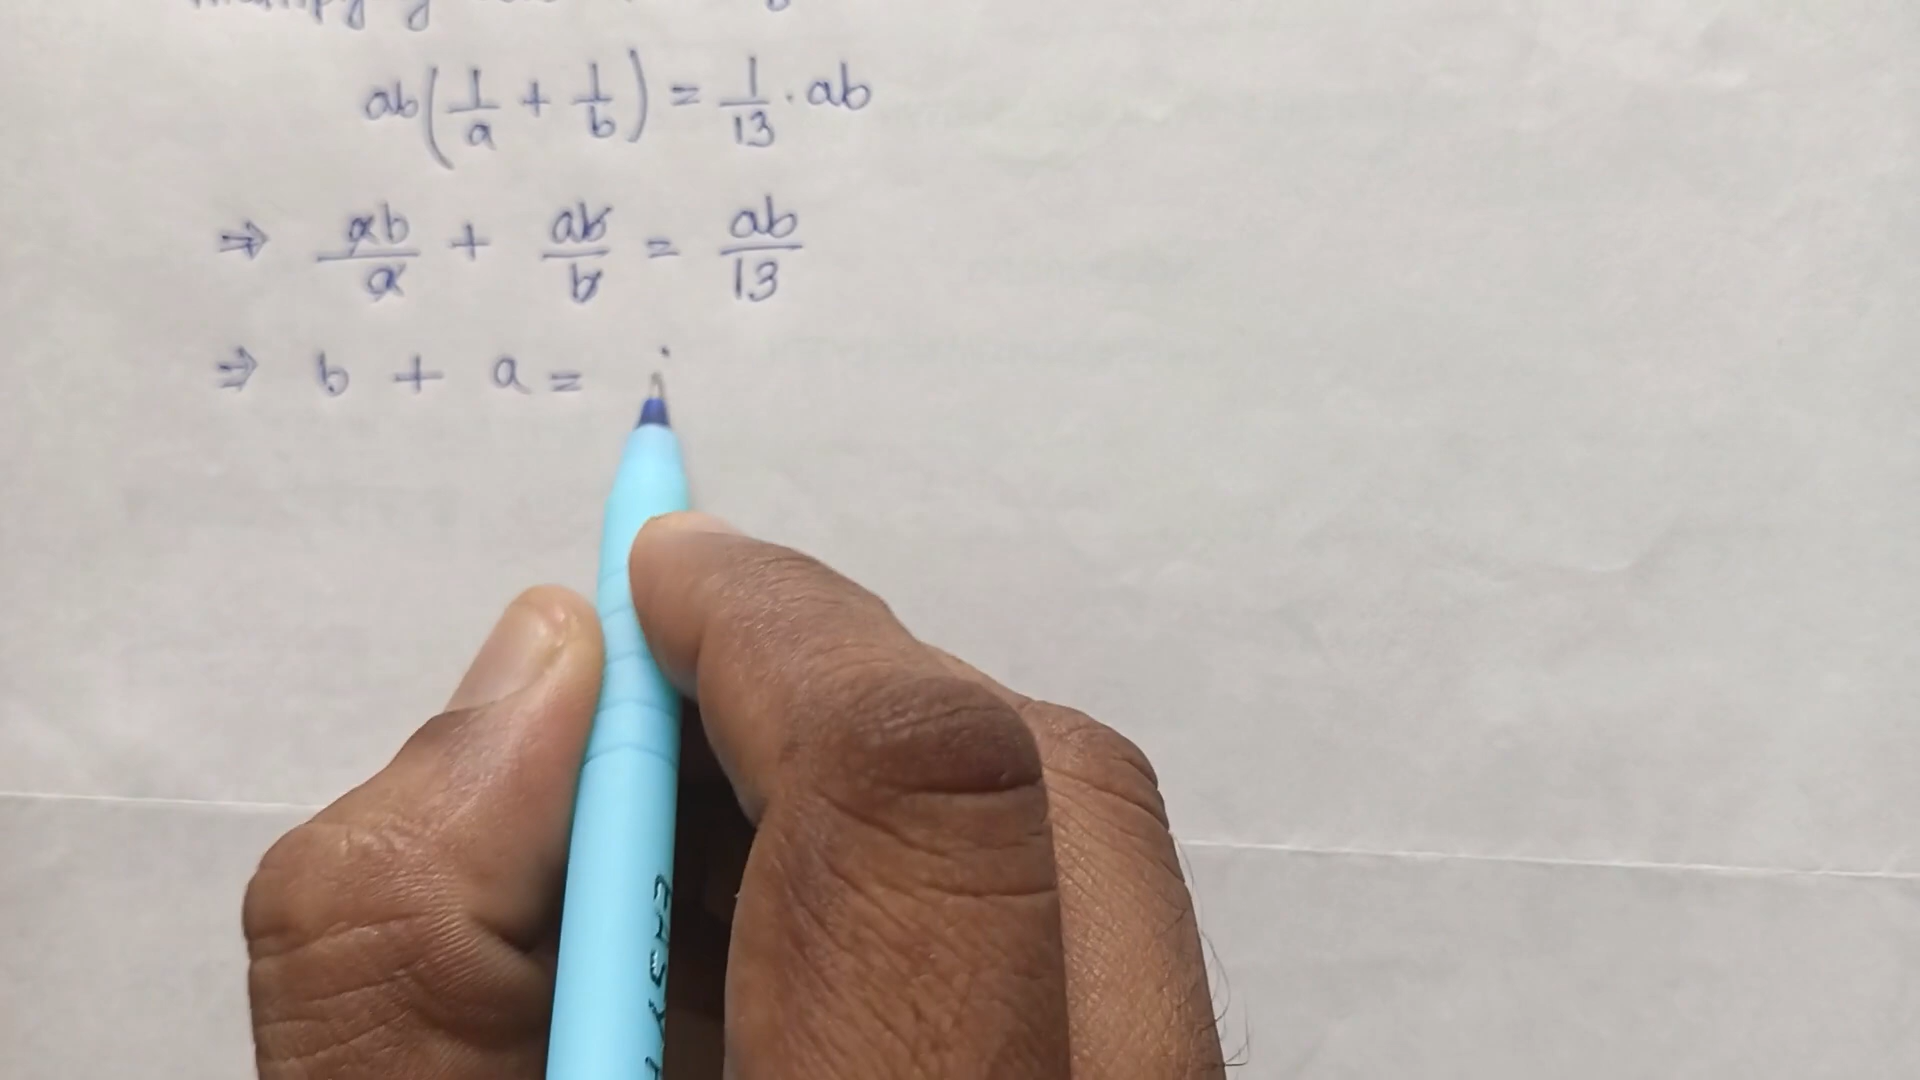 ab(1/a + 1/b) = 1/13 · ab
⇒ ab/a + ab/b = ab/13
⇒ b + a =